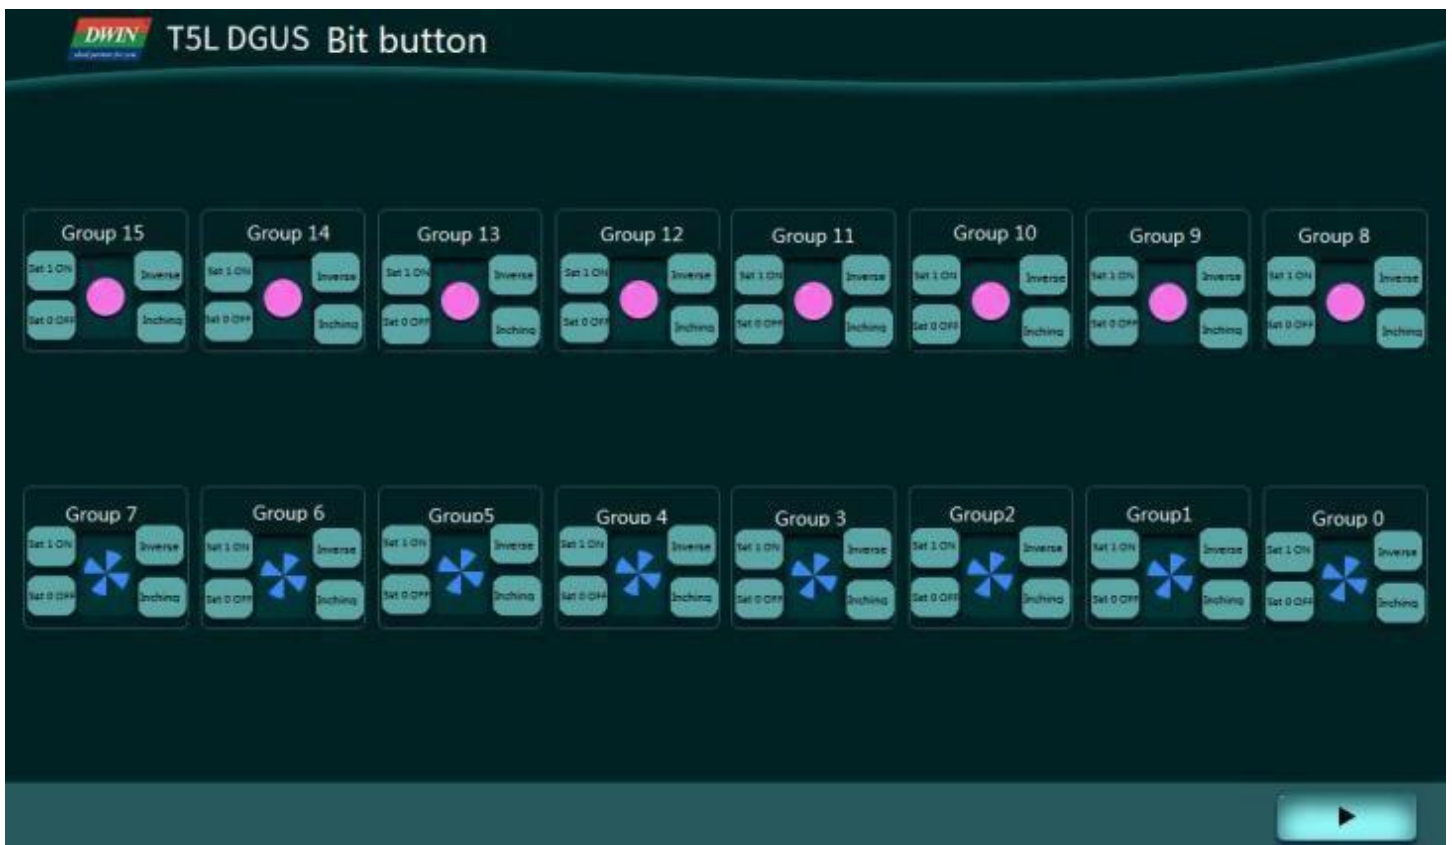 DWIN T5L DGUS Bit button
Group 15 Group 14 Group 13 Group 12 Group 11 Group 10 Group 9 Group 8
Set 1 ON Inverse Set 1 ON Inverse Set 1 ON Inverse Set 1 ON Inverse Set 1 ON Inverse Set 1 ON Inverse Set 1 ON Inverse Set 1 ON Inverse
Set 0 OFF Inching Set 0 OFF Inching Set 0 OFF Inching Set 0 OFF Inching Set 0 OFF Inching Set 0 OFF Inching Set 0 OFF Inching Set 0 OFF Inching
Group 7 Group 6 Group5 Group 4 Group 3 Group2 Group1 Group 0
Set 1 ON Inverse Set 1 ON Inverse Set 1 ON Inverse Set 1 ON Inverse Set 1 ON Inverse Set 1 ON Inverse Set 1 ON Inverse Set 1 ON Inverse
Set 0 OFF Inching Set 0 OFF Inching Set 0 OFF Inching Set 0 OFF Inching Set 0 OFF Inching Set 0 OFF Inching Set 0 OFF Inching Set 0 OFF Inching